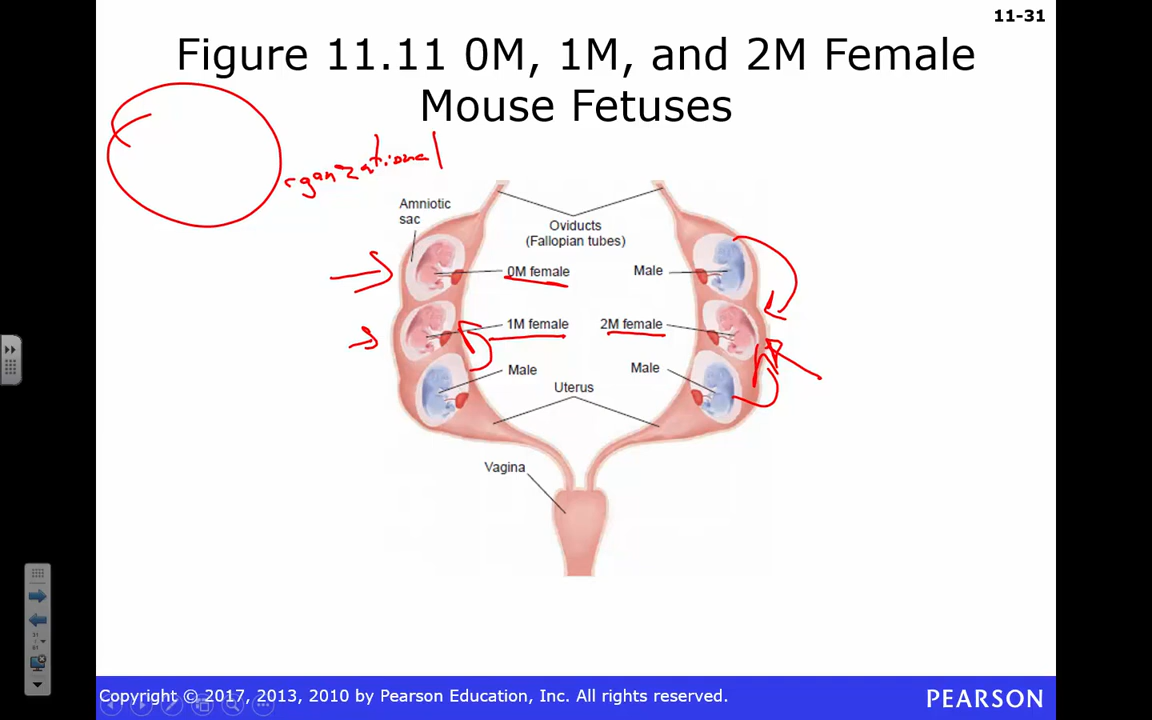 11-31
Figure 11.11 0M, 1M, and 2M Female
Mouse Fetuses
rganizational
Amniotic
sac
Oviducts
(Fallopian tubes)
0M female
Male
1M female
2M female
Male
Male
Uterus
Vagina
Copyright © 2017, 2013, 2010 by Pearson Education, Inc. All rights reserved.
PEARSON